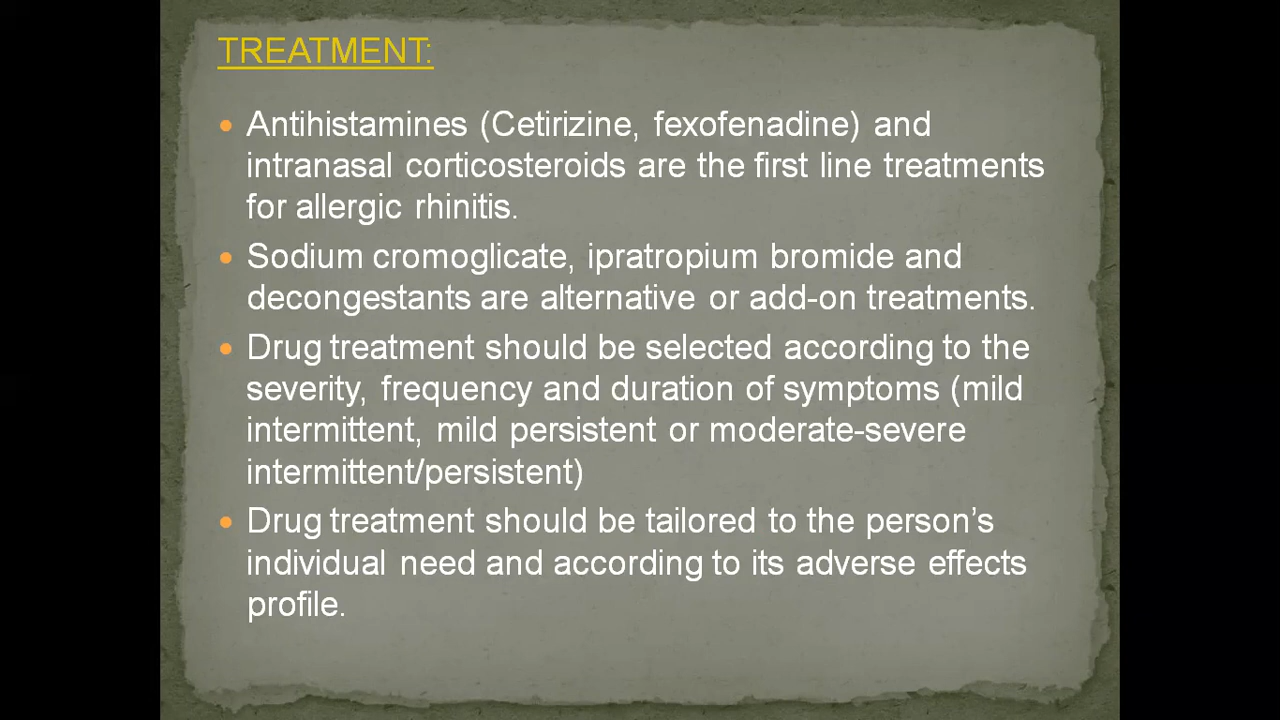 TREATMENT:
• Antihistamines (Cetirizine, fexofenadine) and
intranasal corticosteroids are the first line treatments
for allergic rhinitis.
• Sodium cromoglicate, ipratropium bromide and
decongestants are alternative or add-on treatments.
• Drug treatment should be selected according to the
severity, frequency and duration of symptoms (mild
intermittent, mild persistent or moderate-severe
intermittent/persistent)
• Drug treatment should be tailored to the person’s
individual need and according to its adverse effects
profile.